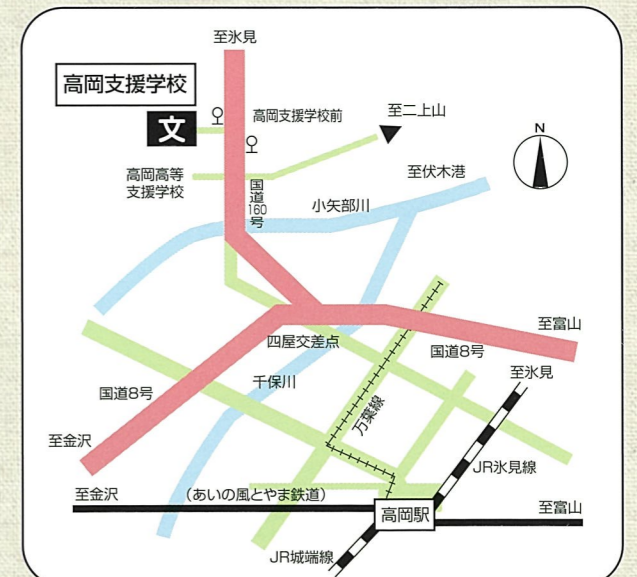 至氷見
高岡支援学校
文
高岡支援学校前
至二上山
N
高岡高等
支援学校
国道160号
至伏木港
小矢部川
至富山
四屋交差点
国道8号
国道8号
千保川
至氷見
万葉線
至金沢
JR氷見線
至金沢
(あいの風とやま鉄道)
高岡駅
至富山
JR城端線